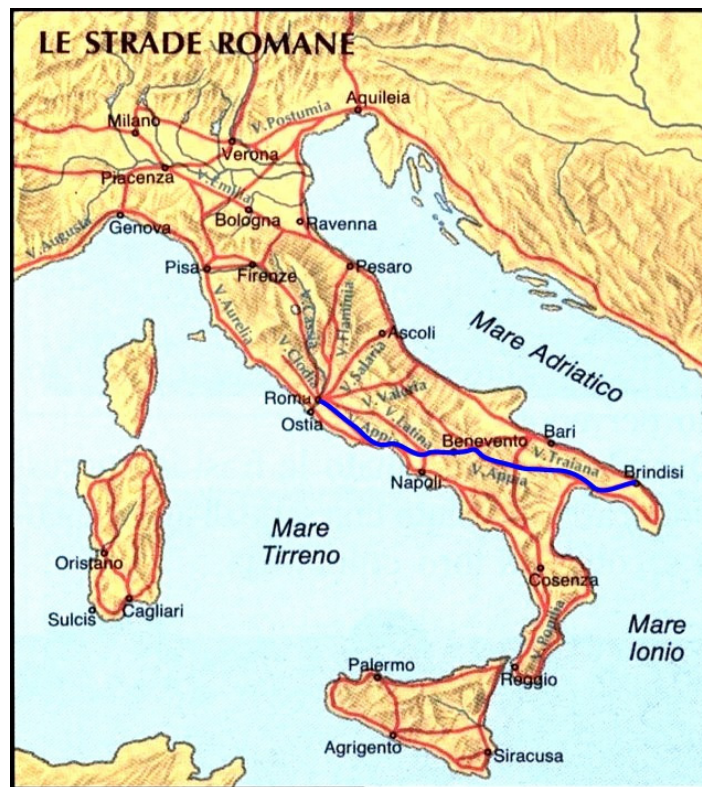 LE STRADE ROMANE
Aquileia
V. Postumia
Milano
Verona
Piacenza
V. Emilia
Bologna
Ravenna
Genova
V. Augusta
Pisa
Firenze
Pesaro
V. Aurelia
V. Cassia
V. Flaminia
Ascoli
Mare Adriatico
V. Clodia
V. Salaria
V. Valeria
Roma
Ostia
V. Appia
V. Latina
Benevento
Bari
V. Traiana
Brindisi
Napoli
V. Appia
Mare
Tirreno
Oristano
Cosenza
Sulcis
Cagliari
V. Popilia
Mare
Ionio
Palermo
Reggio
Agrigento
Siracusa